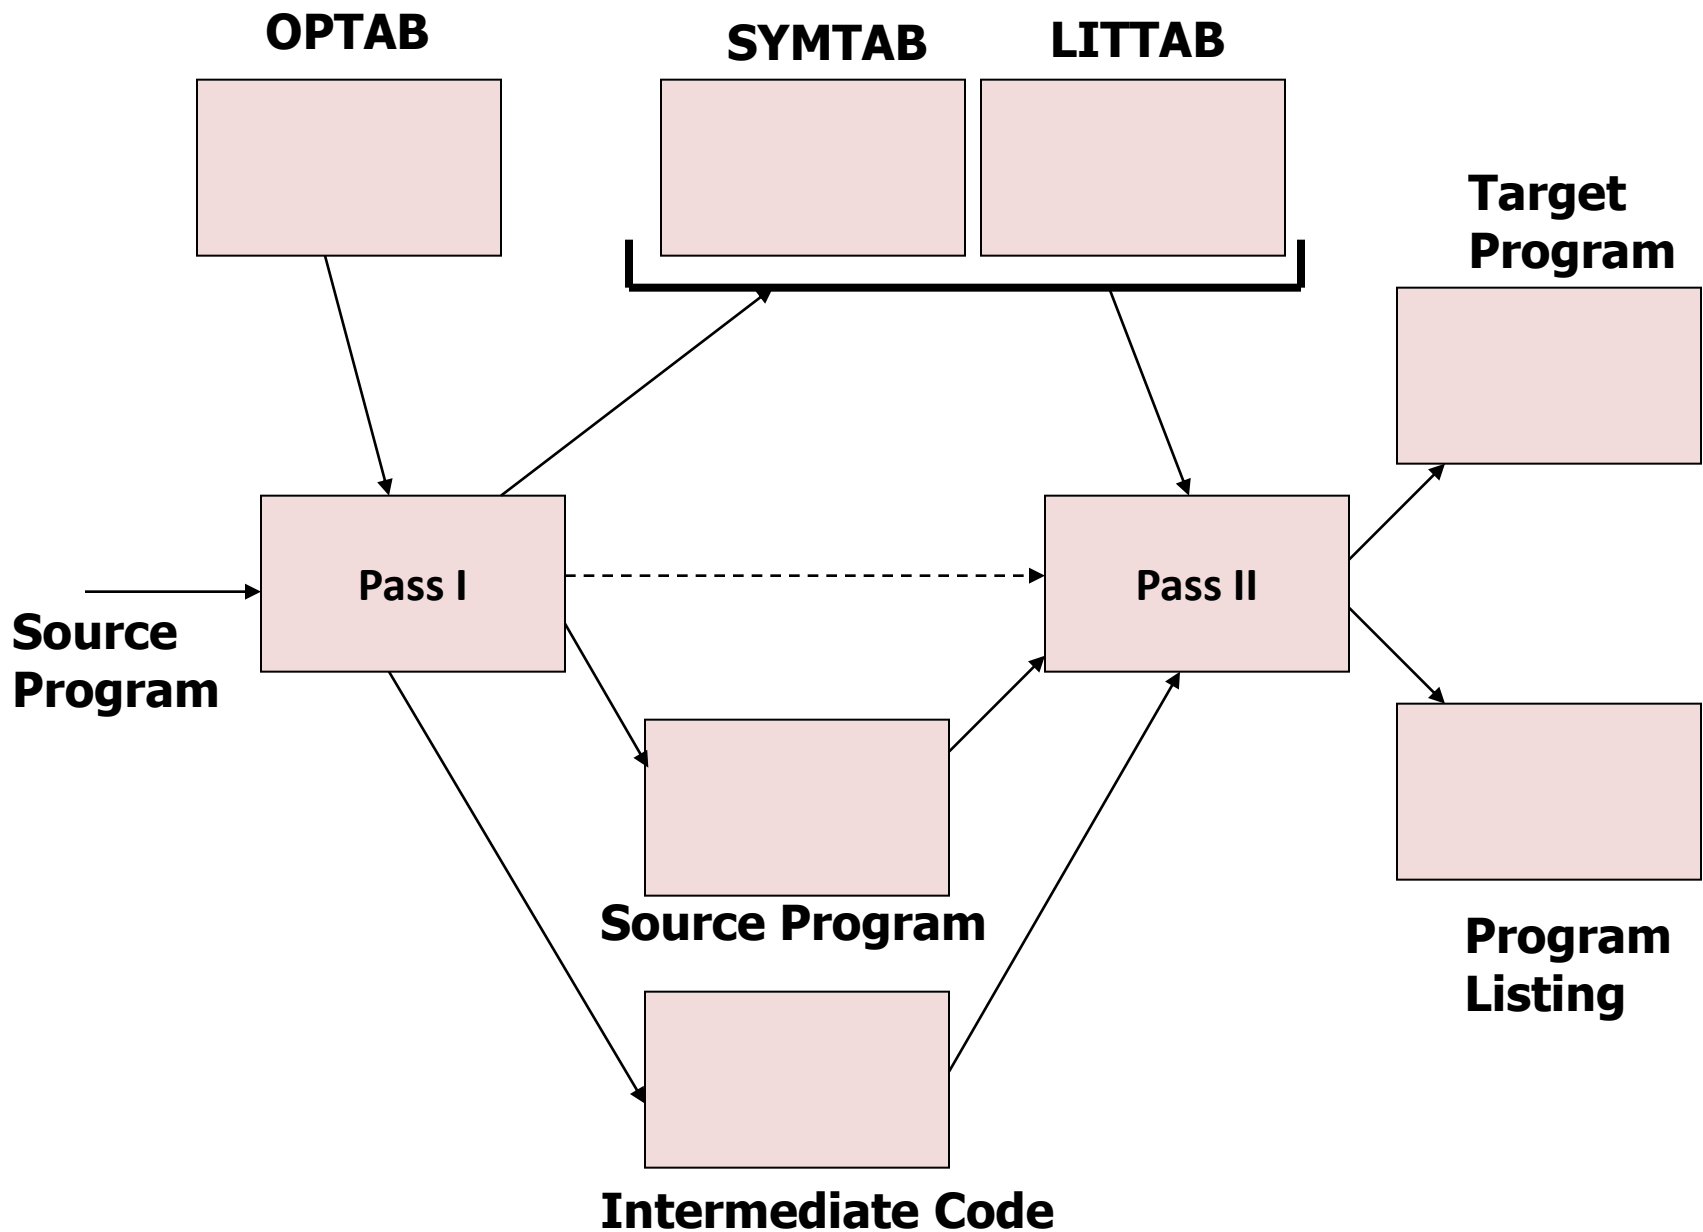 OPTAB
SYMTAB
LITTAB
Target
Program
Pass I
Pass II
Source
Program
Source Program
Program
Listing
Intermediate Code